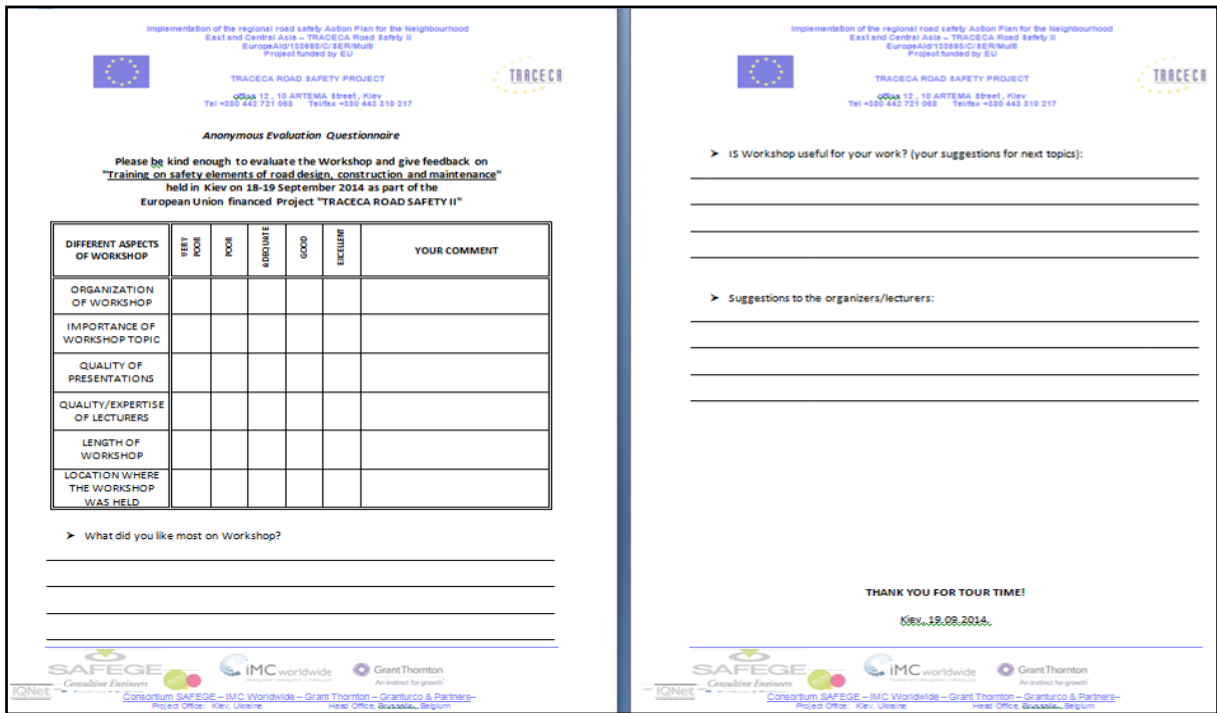 Implementation of the regional road safety Action Plan for the Neighbourhood
East and Central Asia – TRACECA Road Safety II
EuropeAid/133698/C/SER/Multi
Project funded by EU
TRACECA
TRACECA ROAD SAFETY PROJECT
office 12 , 10 ARTEMA Street , Kiev
Tel +380 442 721 068 Tel/fax +380 443 310 217
Anonymous Evaluation Questionnaire
Please be kind enough to evaluate the Workshop and give feedback on
"Training on safety elements of road design, construction and maintenance"
held in Kiev on 18-19 September 2014 as part of the
European Union financed Project "TRACECA ROAD SAFETY II"
DIFFERENT ASPECTS
OF WORKSHOP
VERY
POOR
POOR
ADEQUATE
GOOD
EXCELLENT
YOUR COMMENT
ORGANIZATION
OF WORKSHOP
IMPORTANCE OF
WORKSHOP TOPIC
QUALITY OF
PRESENTATIONS
QUALITY/EXPERTISE
OF LECTURERS
LENGTH OF
WORKSHOP
LOCATION WHERE
THE WORKSHOP
WAS HELD
➤ What did you like most on Workshop?
SAFEGE
Consulting Engineers
IQNet
iMC worldwide
Grant Thornton
An instinct for growth
Consortium SAFEGE – IMC Worldwide – Grant Thornton – Granturco & Partners–
Project Office: Kiev, Ukraine Head Office, Brussels, Belgium
Implementation of the regional road safety Action Plan for the Neighbourhood
East and Central Asia – TRACECA Road Safety II
EuropeAid/133698/C/SER/Multi
Project funded by EU
TRACECA
TRACECA ROAD SAFETY PROJECT
office 12 , 10 ARTEMA Street , Kiev
Tel +380 442 721 068 Tel/fax +380 443 310 217
➤ IS Workshop useful for your work? (your suggestions for next topics):
➤ Suggestions to the organizers/lecturers:
THANK YOU FOR TOUR TIME!
Kiev, 19.09.2014.
SAFEGE
Consulting Engineers
IQNet
iMC worldwide
Grant Thornton
An instinct for growth
Consortium SAFEGE – IMC Worldwide – Grant Thornton – Granturco & Partners–
Project Office: Kiev, Ukraine Head Office, Brussels, Belgium